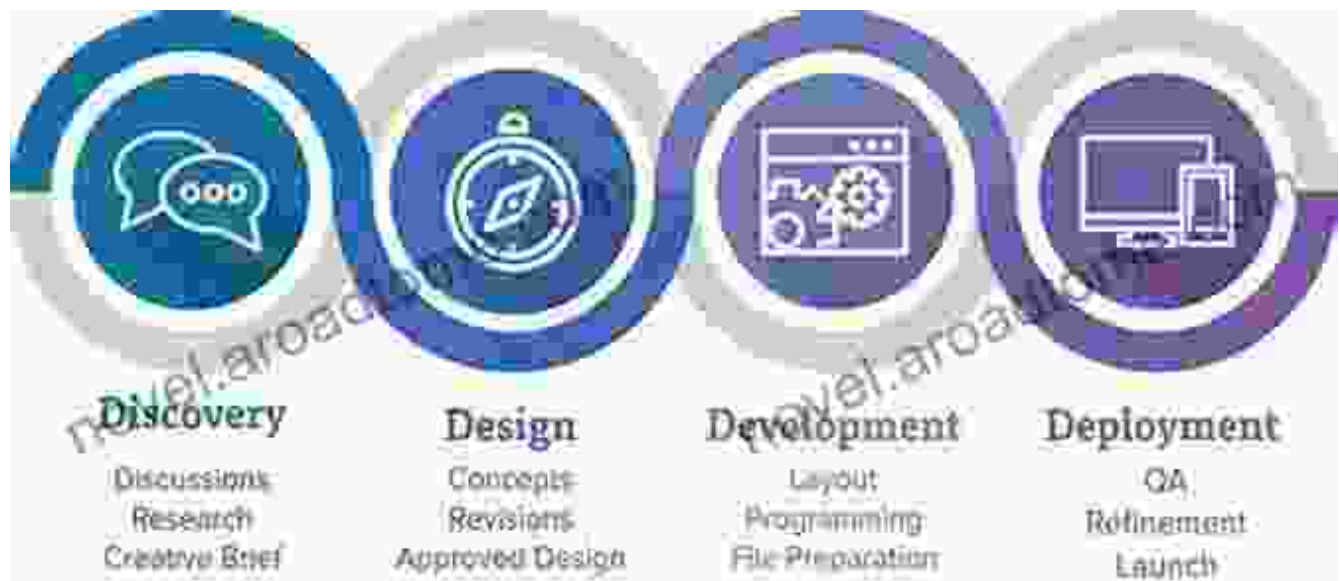 Discovery
Discussions
Research
Creative Brief
Design
Concepts
Revisions
Approved Design
Development
Layout
Programming
File Preparation
Deployment
QA
Refinement
Launch